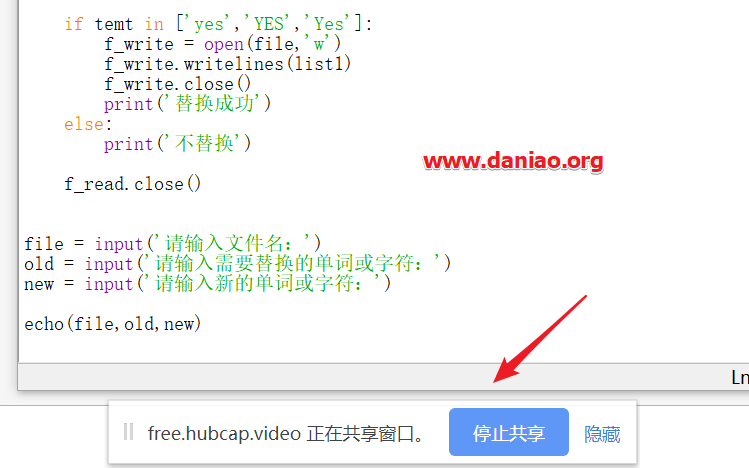 if temt in ['yes','YES','Yes']:
f_write = open(file,'w')
f_write.writelines(list1)
f_write.close()
print('替换成功')
else:
print('不替换')
www.daniao.org
f_read.close()
file = input('请输入文件名：')
old = input('请输入需要替换的单词或字符：')
new = input('请输入新的单词或字符：')
echo(file,old,new)
Ln
free.hubcap.video 正在共享窗口。 停止共享 隐藏